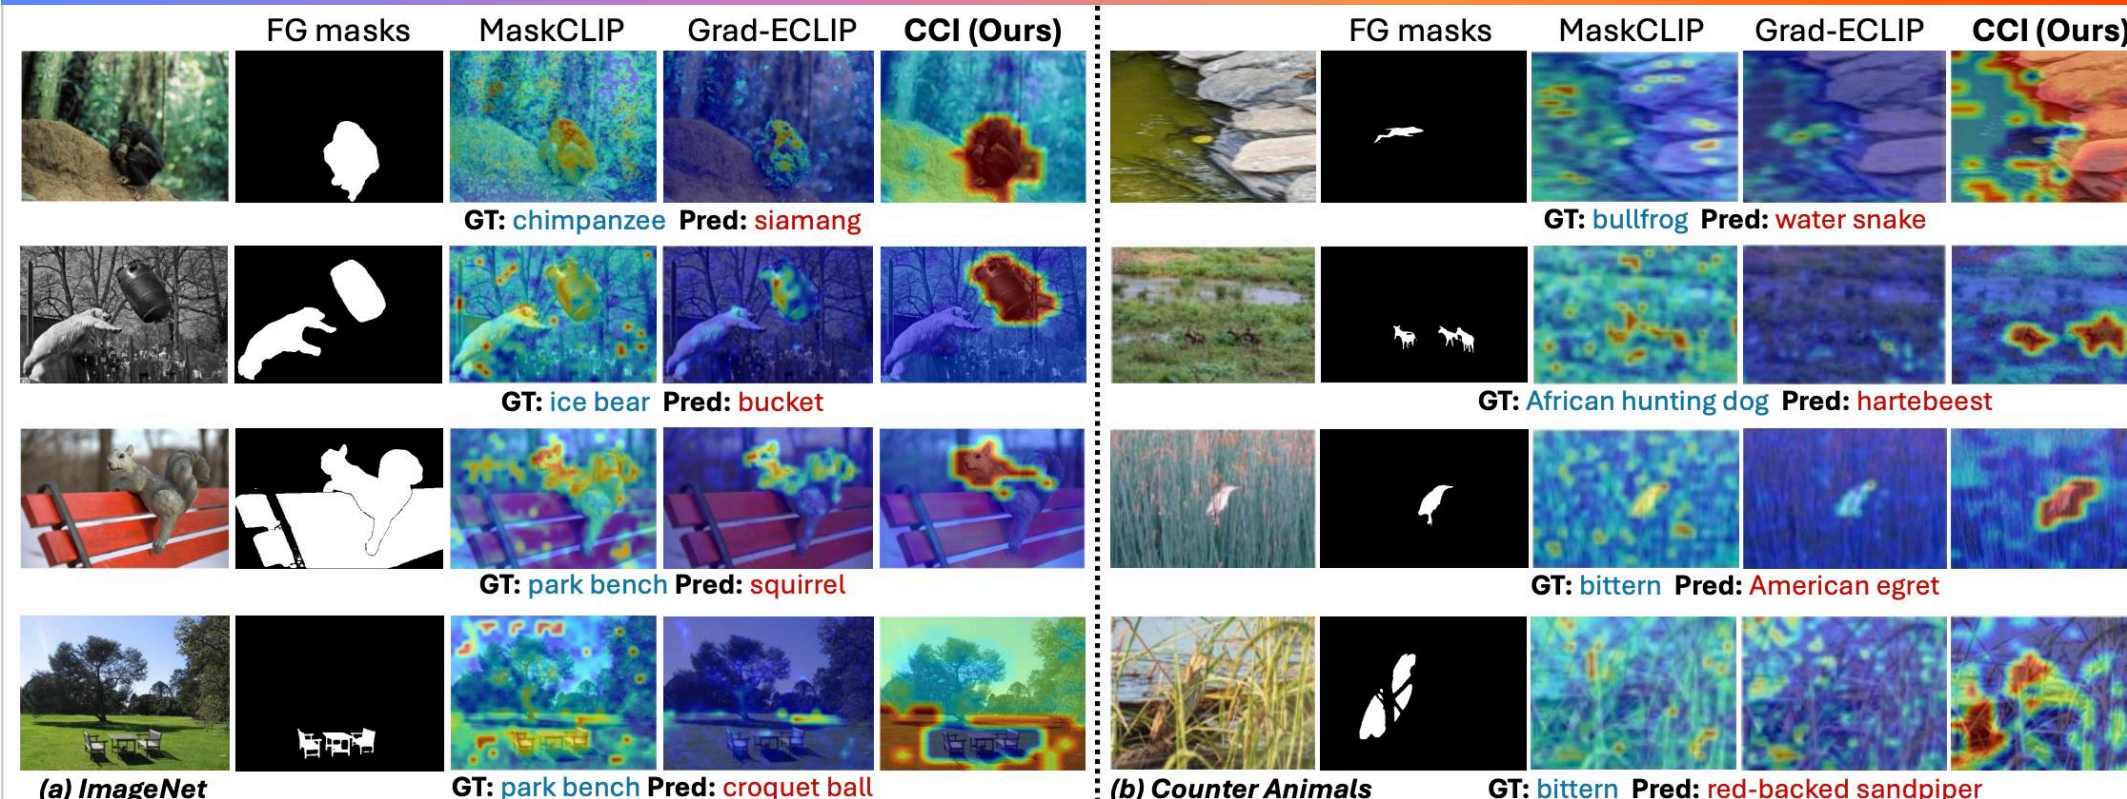 FG masks MaskCLIP Grad-ECLIP CCI (Ours)
GT: chimpanzee Pred: siamang
GT: ice bear Pred: bucket
GT: park bench Pred: squirrel
GT: park bench Pred: croquet ball
(a) ImageNet
FG masks MaskCLIP Grad-ECLIP CCI (Ours)
GT: bullfrog Pred: water snake
GT: African hunting dog Pred: hartebeest
GT: bittern Pred: American egret
GT: bittern Pred: red-backed sandpiper
(b) Counter Animals